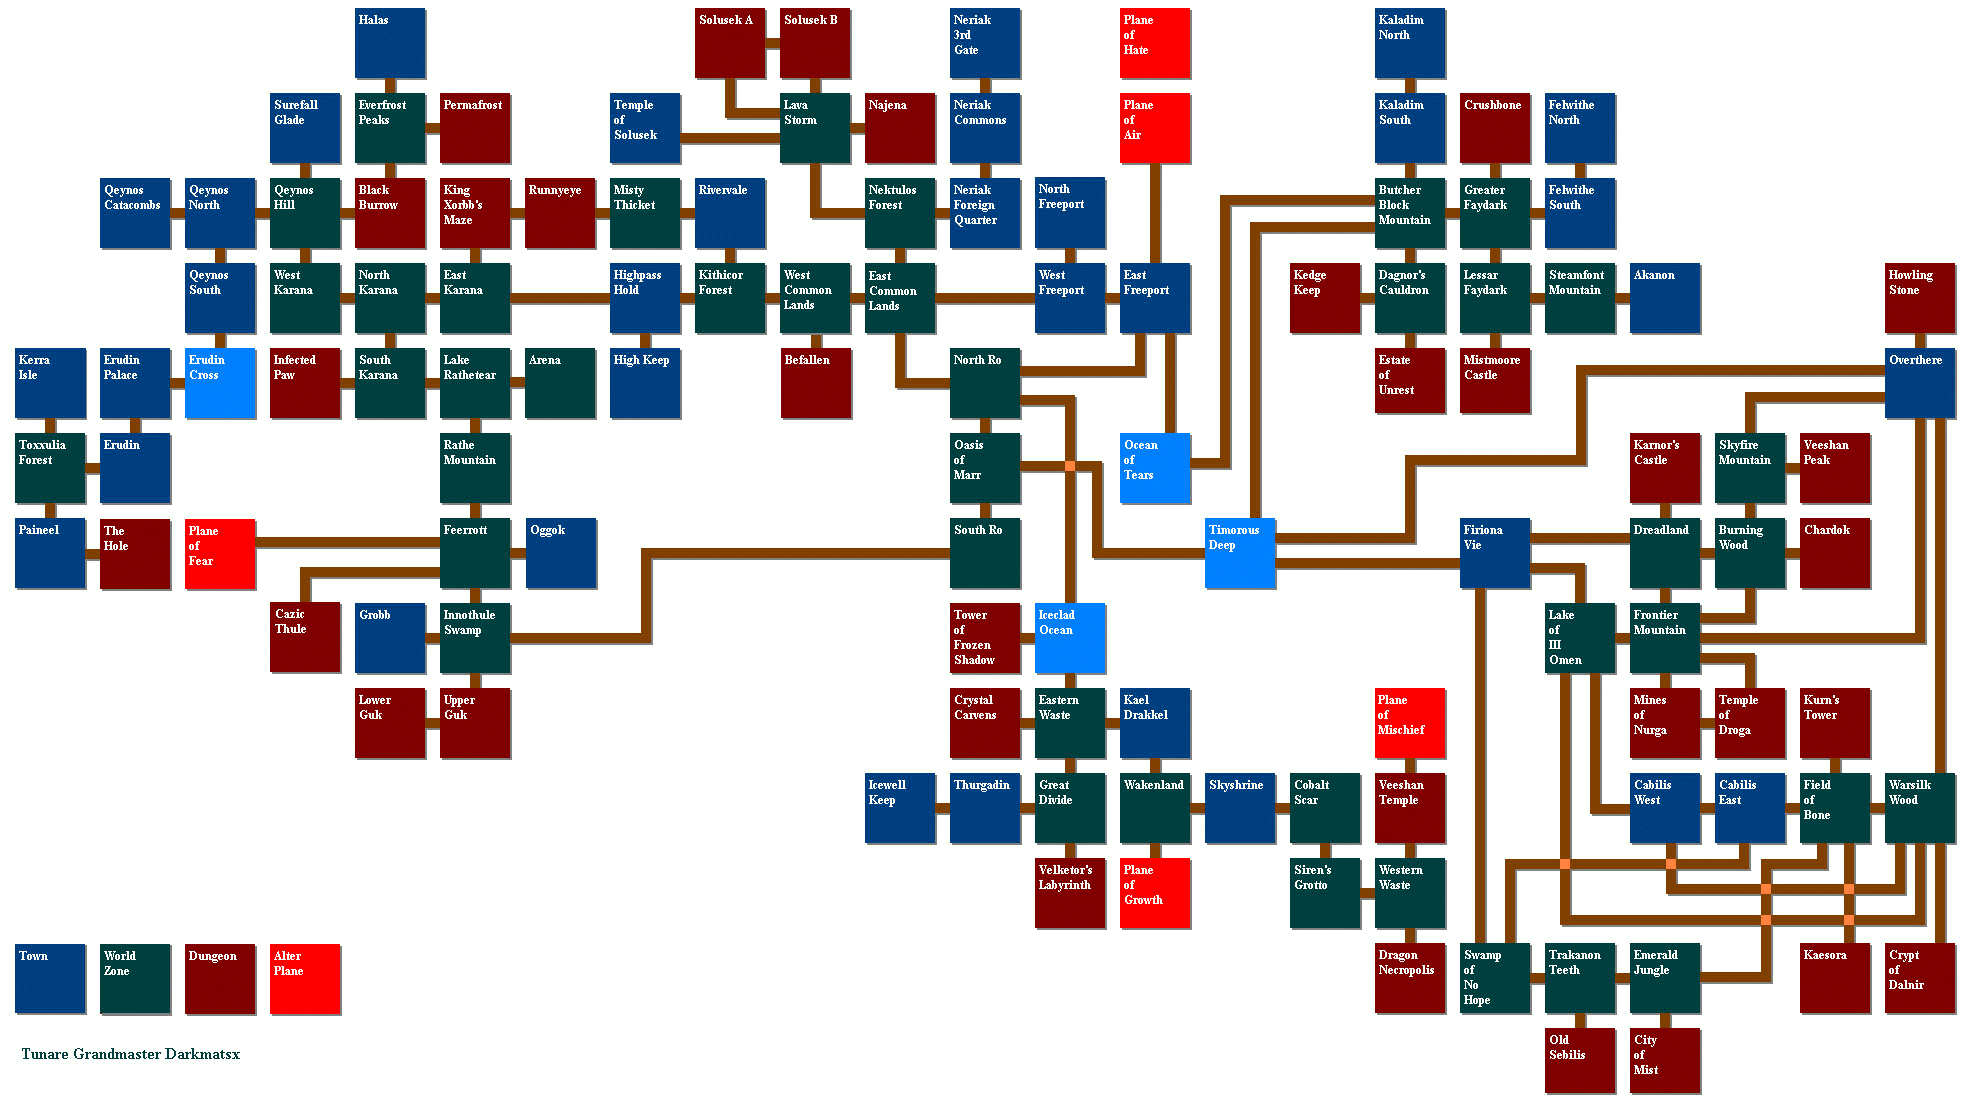 Halas
Solusek A
Solusek B
Neriak
3rd
Gate
Plane
of
Hate
Kaladim
North
Surefall
Glade
Everfrost
Peaks
Permafrost
Temple
of
Solusek
Lava
Storm
Najena
Neriak
Commons
Plane
of
Air
Kaladim
South
Crushbone
Felwithe
North
Qeynos
Catacombs
Qeynos
North
Qeynos
Hill
Black
Burrow
King
Xorbb's
Maze
Runnyeye
Misty
Thicket
Rivervale
Nektulos
Forest
Neriak
Foreign
Quarter
North
Freeport
Butcher
Block
Mountain
Greater
Faydark
Felwithe
South
Qeynos
South
West
Karana
North
Karana
East
Karana
Highpass
Hold
Kithicor
Forest
West
Common
Lands
East
Common
Lands
West
Freeport
East
Freeport
Kedge
Keep
Dagnor's
Cauldron
Lessar
Faydark
Steamfont
Mountain
Akanon
Howling
Stone
Kerra
Isle
Erudin
Palace
Erudin
Cross
Infected
Paw
South
Karana
Lake
Rathetear
Arena
High Keep
Befallen
North Ro
Estate
of
Unrest
Mistmoore
Castle
Overthere
Toxxulia
Forest
Erudin
Rathe
Mountain
Oasis
of
Marr
Ocean
of
Tears
Karnor's
Castle
Skyfire
Mountain
Veeshan
Peak
Paineel
The
Hole
Plane
of
Fear
Feerrott
Oggok
South Ro
Timorous
Deep
Firiona
Vie
Dreadland
Burning
Wood
Chardok
Cazic
Thule
Grobb
Innothule
Swamp
Tower
of
Frozen
Shadow
Iceclad
Ocean
Lake
of
III
Omen
Frontier
Mountain
Lower
Guk
Upper
Guk
Crystal
Carvens
Eastern
Waste
Kael
Drakkel
Plane
of
Mischief
Mines
of
Nurga
Temple
of
Droga
Kurn's
Tower
Icewell
Keep
Thurgadin
Great
Divide
Wakenland
Skyshrine
Cobalt
Scar
Veeshan
Temple
Cabilis
West
Cabilis
East
Field
of
Bone
Warsilk
Wood
Velketor's
Labyrinth
Plane
of
Growth
Siren's
Grotto
Western
Waste
Town
World
Zone
Dungeon
Alter
Plane
Dragon
Necropolis
Swamp
of
No
Hope
Trakanon
Teeth
Emerald
Jungle
Kaesora
Crypt
of
Dalnir
Old
Sebilis
City
of
Mist
Tunare Grandmaster Darkmatsx